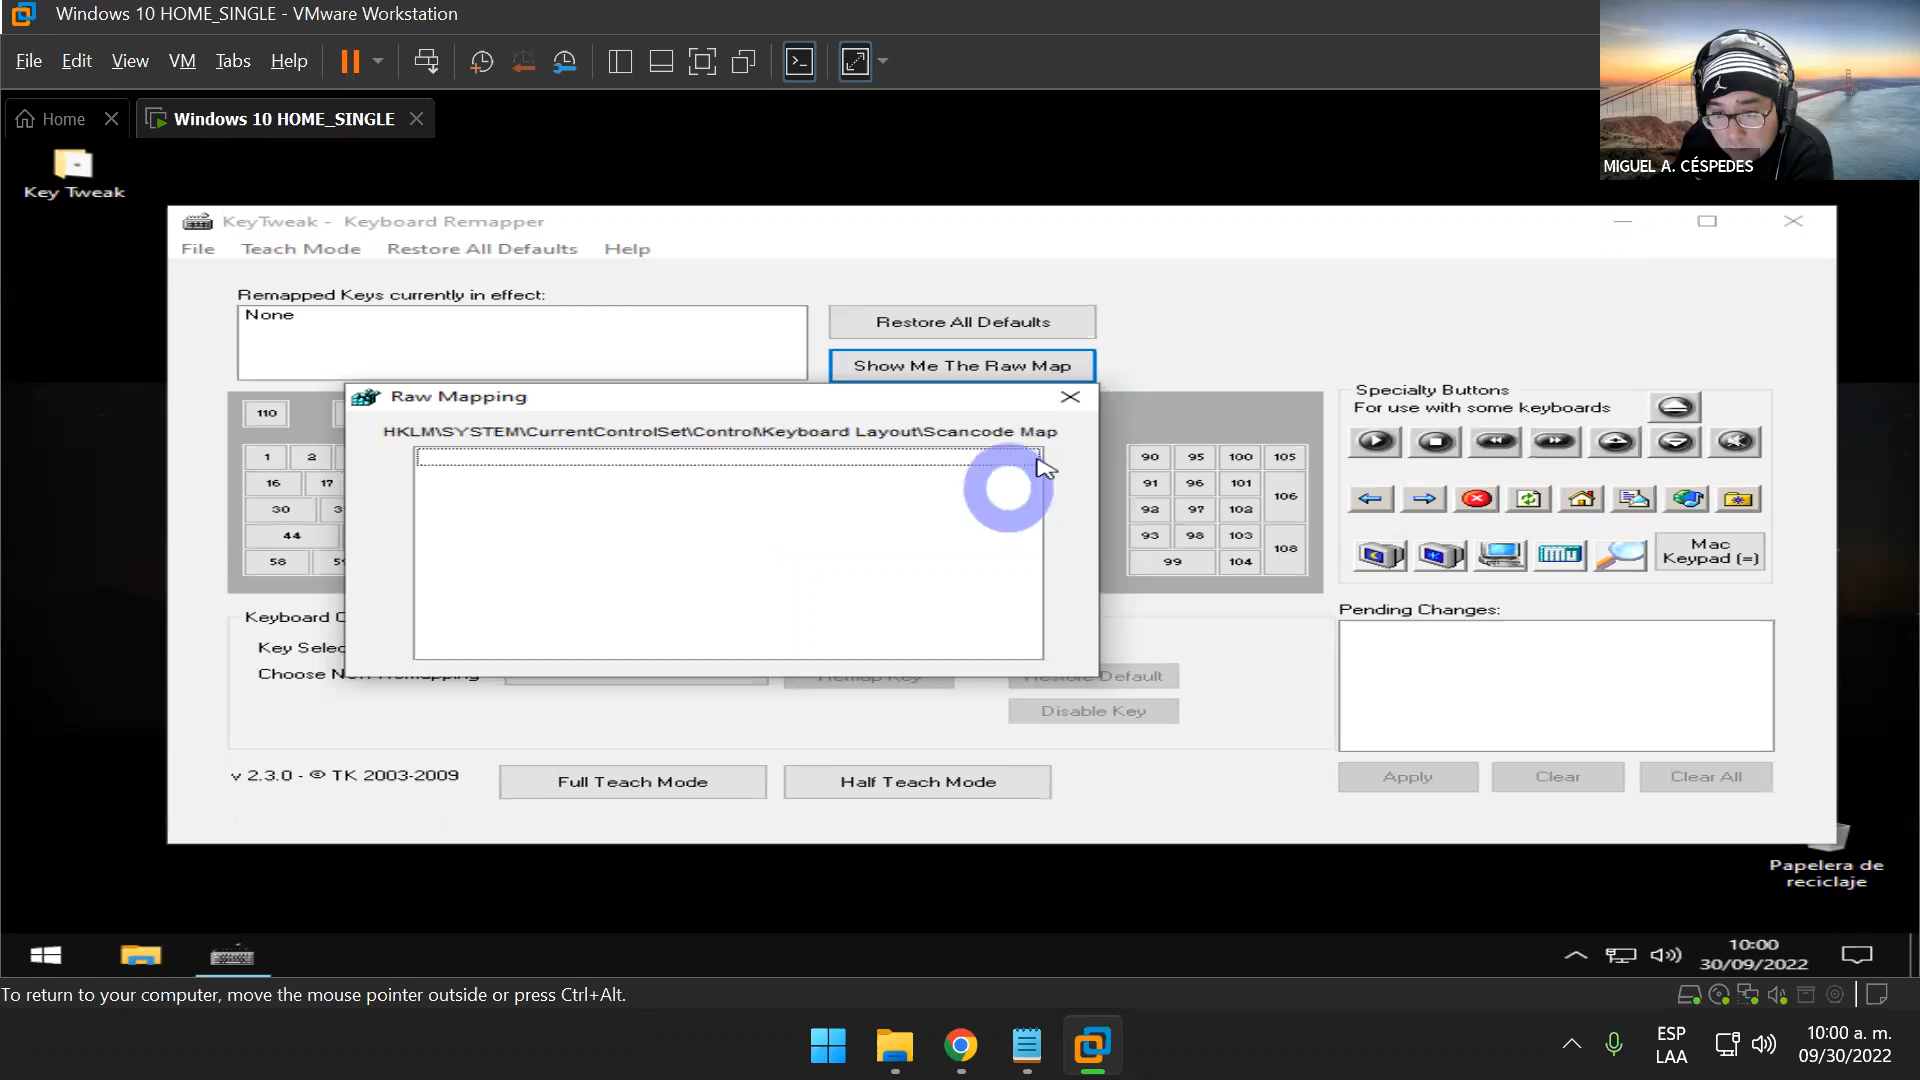 Windows 10 HOME_SINGLE - VMware Workstation
File Edit View VM Tabs Help
Home
Windows 10 HOME_SINGLE
MIGUEL A. CÉSPEDES
Key Tweak
KeyTweak - Keyboard Remapper
File Teach Mode Restore All Defaults Help
Remapped Keys currently in effect:
None
Restore All Defaults
Show Me The Raw Map
Raw Mapping
HKLM\SYSTEM\CurrentControlSet\Control\Keyboard Layout\Scancode Map
110
1 2
16 17
30
44
58
90 95 100 105
91 96 101 106
92 97 102
93 98 103 108
99 104
Specialty Buttons
For use with some keyboards
Mac
Keypad (=)
Keyboard
Key
Choose
Default
Disable Key
Pending Changes:
v 2.3.0 - © TK 2003-2009
Full Teach Mode
Half Teach Mode
Apply
Clear
Clear All
Papelera de
reciclaje
10:00
30/09/2022
To return to your computer, move the mouse pointer outside or press Ctrl+Alt.
ESP
LAA
10:00 a. m.
09/30/2022